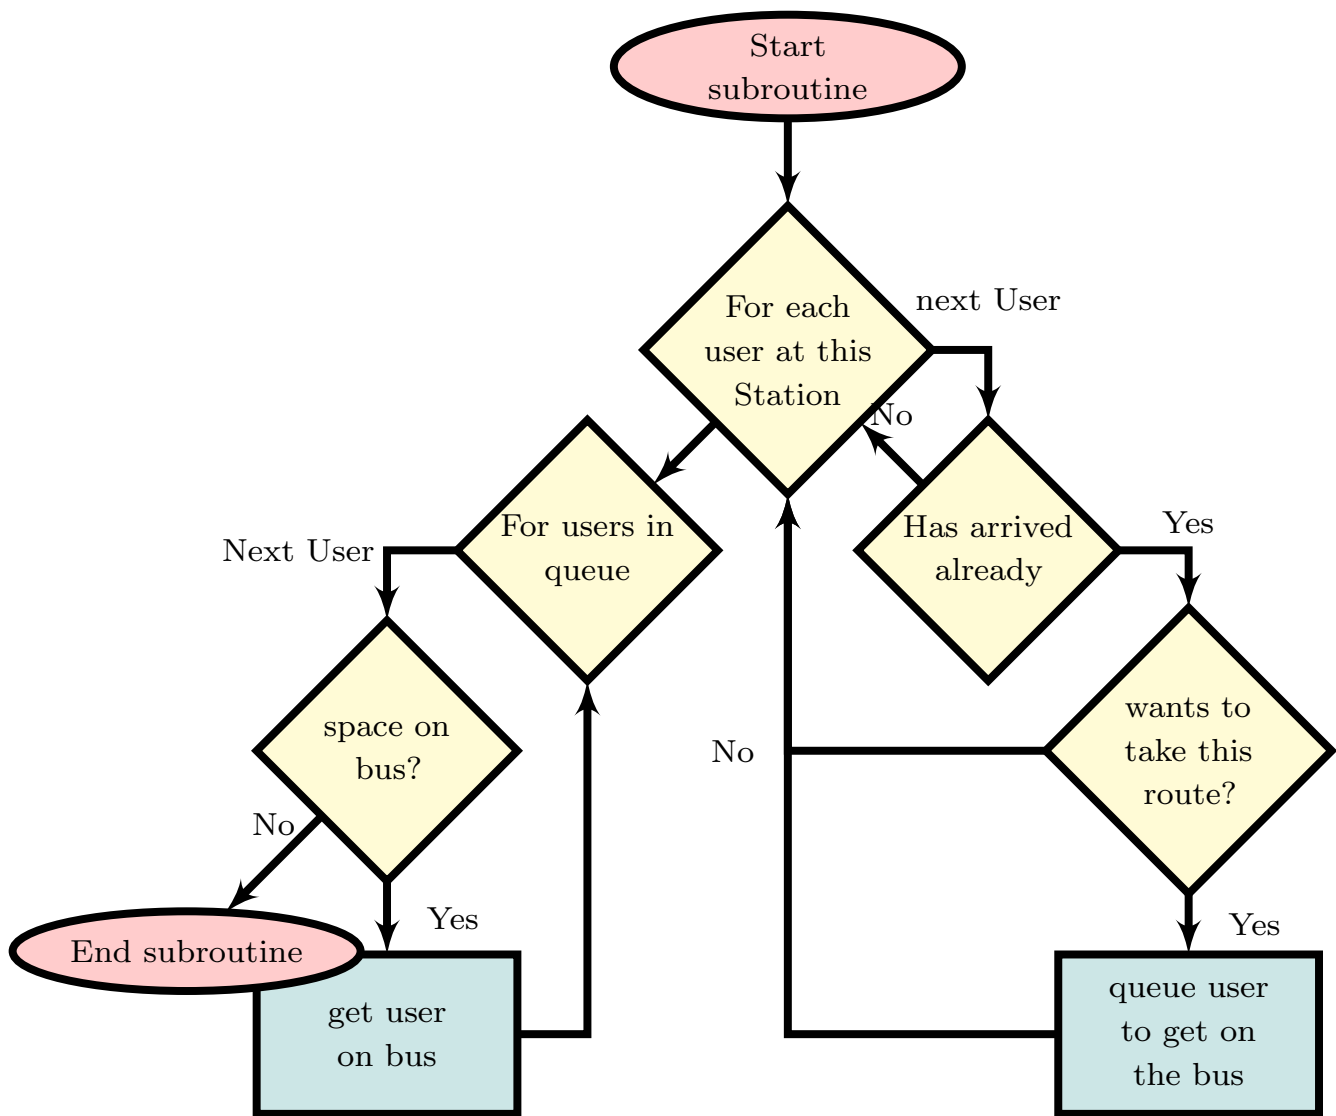 Start
subroutine
next User
For each
user at this
Station
No
For users in
queue
Has arrived
already
Yes
Next User
space on
bus?
wants to
take this
route?
No
No
Yes
Yes
End subroutine
get user
on bus
queue user
to get on
the bus